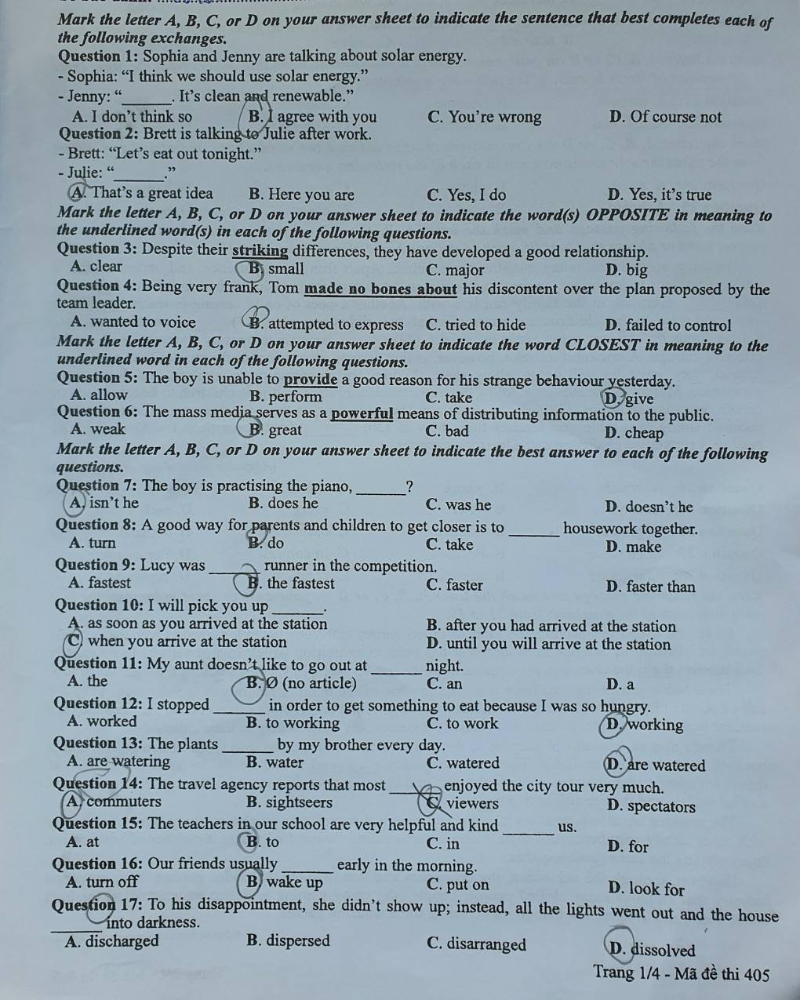 Mark the letter A, B, C, or D on your answer sheet to indicate the sentence that best completes each of
the following exchanges.
Question 1: Sophia and Jenny are talking about solar energy.
- Sophia: “I think we should use solar energy.”
- Jenny: “______. It’s clean and renewable.”
A. I don’t think so B. I agree with you C. You’re wrong D. Of course not
Question 2: Brett is talking to Julie after work.
- Brett: “Let’s eat out tonight.”
- Julie: “______.”
A. That’s a great idea B. Here you are C. Yes, I do D. Yes, it’s true
Mark the letter A, B, C, or D on your answer sheet to indicate the word(s) OPPOSITE in meaning to
the underlined word(s) in each of the following questions.
Question 3: Despite their striking differences, they have developed a good relationship.
A. clear B. small C. major D. big
Question 4: Being very frank, Tom made no bones about his discontent over the plan proposed by the
team leader.
A. wanted to voice B. attempted to express C. tried to hide D. failed to control
Mark the letter A, B, C, or D on your answer sheet to indicate the word CLOSEST in meaning to the
underlined word in each of the following questions.
Question 5: The boy is unable to provide a good reason for his strange behaviour yesterday.
A. allow B. perform C. take D. give
Question 6: The mass media serves as a powerful means of distributing information to the public.
A. weak B. great C. bad D. cheap
Mark the letter A, B, C, or D on your answer sheet to indicate the best answer to each of the following
questions.
Question 7: The boy is practising the piano, ______?
A. isn’t he B. does he C. was he D. doesn’t he
Question 8: A good way for parents and children to get closer is to ______ housework together.
A. turn B. do C. take D. make
Question 9: Lucy was ______ runner in the competition.
A. fastest B. the fastest C. faster D. faster than
Question 10: I will pick you up ______.
A. as soon as you arrived at the station B. after you had arrived at the station
C. when you arrive at the station D. until you will arrive at the station
Question 11: My aunt doesn’t like to go out at ______ night.
A. the B. Ø (no article) C. an D. a
Question 12: I stopped ______ in order to get something to eat because I was so hungry.
A. worked B. to working C. to work D. working
Question 13: The plants ______ by my brother every day.
A. are watering B. water C. watered D. are watered
Question 14: The travel agency reports that most ______ enjoyed the city tour very much.
A. commuters B. sightseers C. viewers D. spectators
Question 15: The teachers in our school are very helpful and kind ______ us.
A. at B. to C. in D. for
Question 16: Our friends usually ______ early in the morning.
A. turn off B. wake up C. put on D. look for
Question 17: To his disappointment, she didn’t show up; instead, all the lights went out and the house
______ into darkness.
A. discharged B. dispersed C. disarranged D. dissolved
Trang 1/4 - Mã đề thi 405